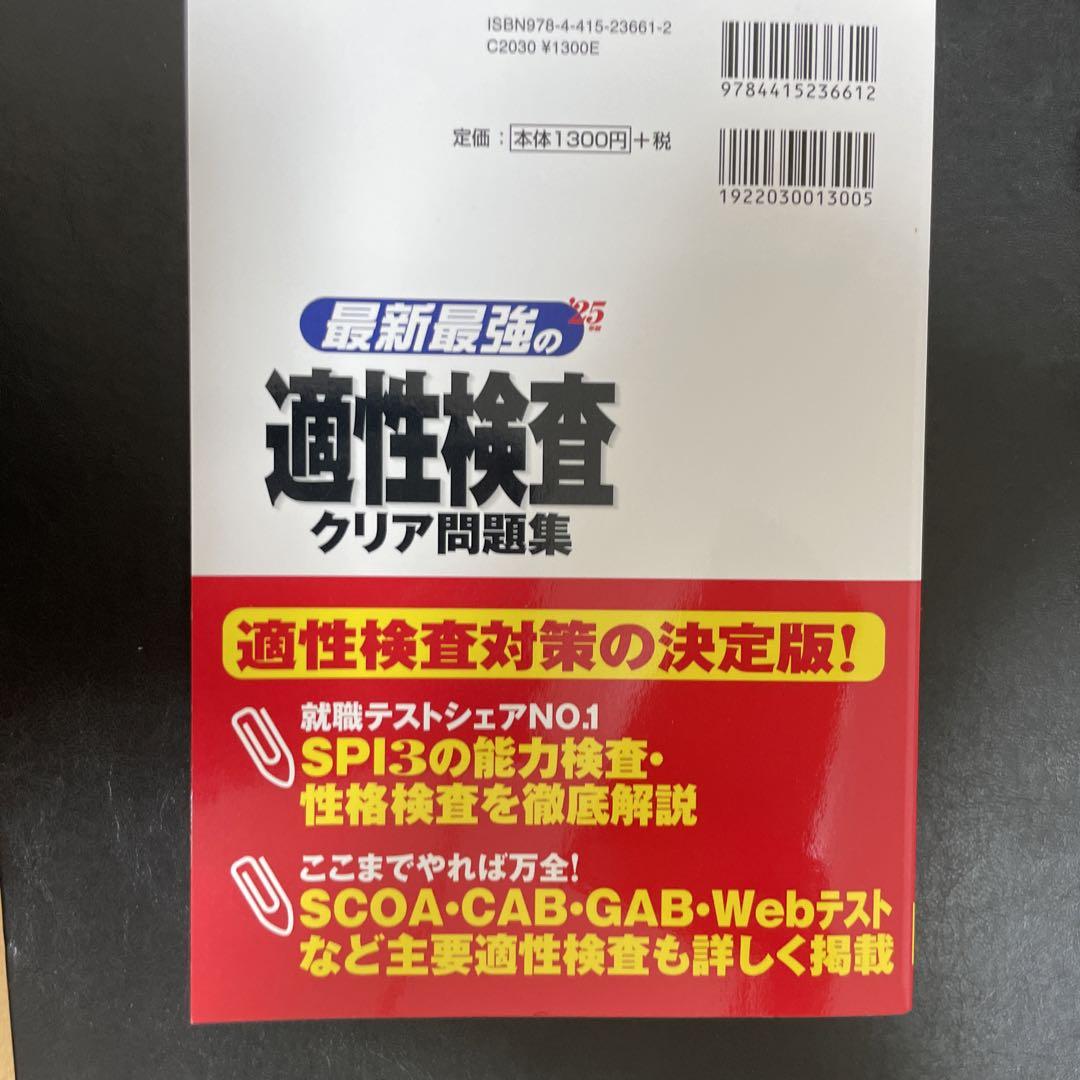 ISBN978-4-415-23661-2
C2030 ¥1300E
9784415236612
定価：本体1300円+税
1922030013005
最新最強の
'25年版
適性検査
クリア問題集
適性検査対策の決定版!
就職テストシェアNO.1
SPI3の能力検査・
性格検査を徹底解説
ここまでやれば万全!
SCOA・CAB・GAB・Webテスト
など主要適性検査も詳しく掲載